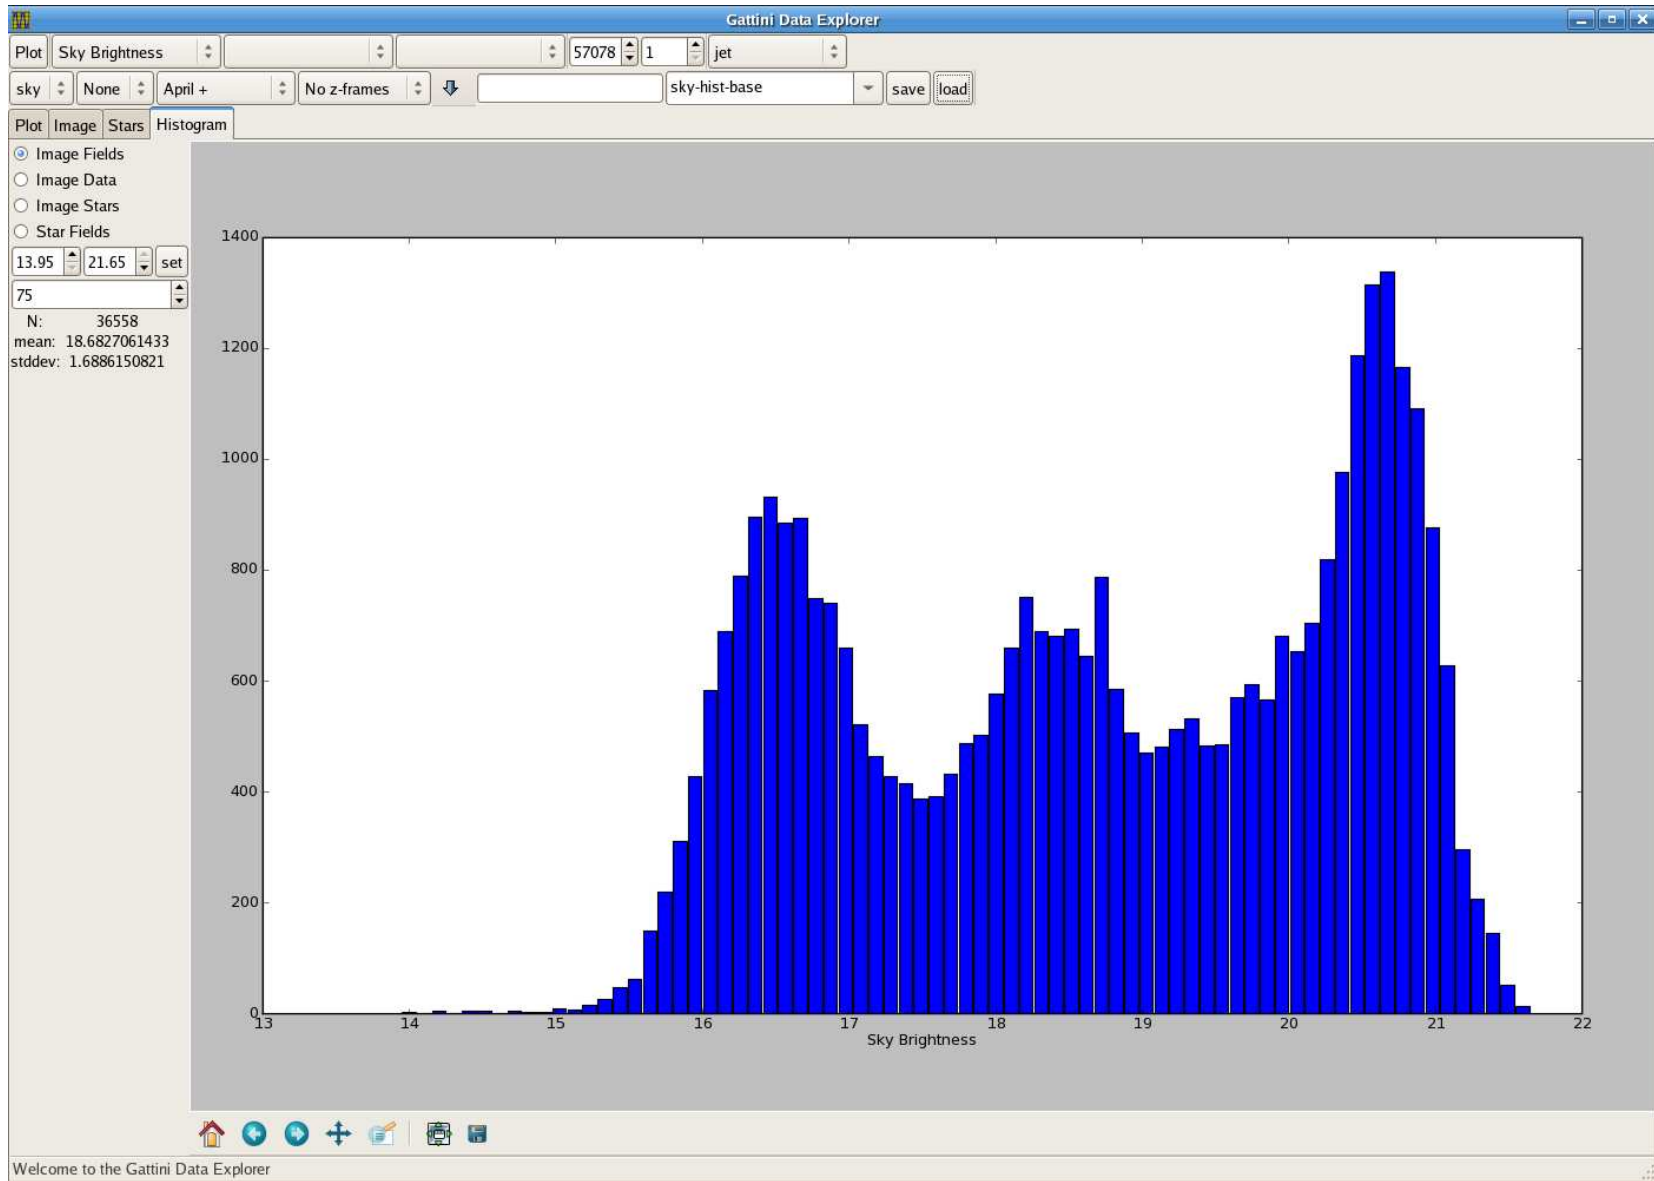 Gattini Data Explorer
Plot Sky Brightness 57078 1 jet
sky None April + No z-frames sky-hist-base save load
Plot Image Stars Histogram
Image Fields
Image Data
Image Stars
Star Fields
13.95 21.65 set
75
N: 36558
mean: 18.6827061433
stddev: 1.6886150821
1400
1200
1000
800
600
400
200
0
13 14 15 16 17 18 19 20 21 22
Sky Brightness
Welcome to the Gattini Data Explorer